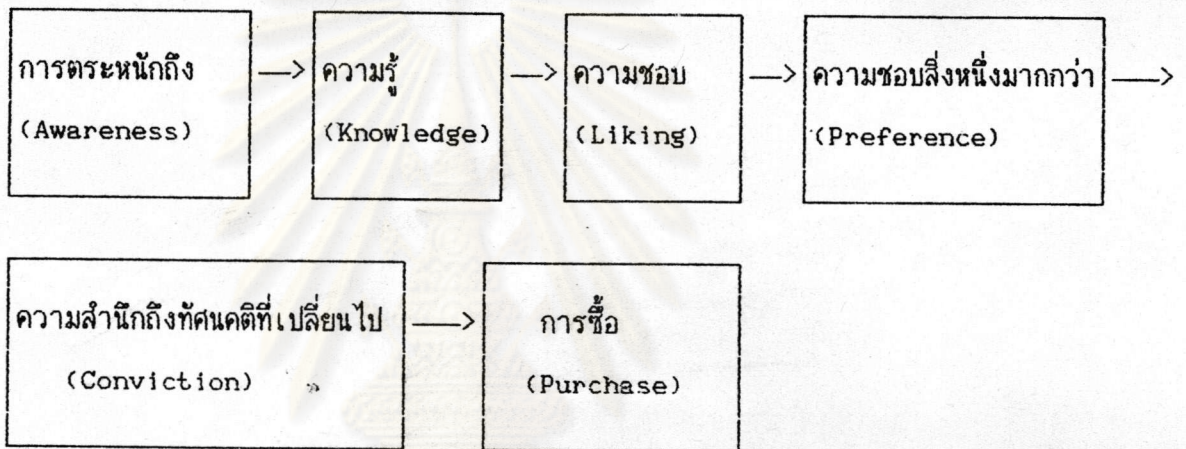 การตระหนักถึง —> ความรู้ —> ความชอบ —> ความชอบสิ่งหนึ่งมากกว่า —>
(Awareness) (Knowledge) (Liking) (Preference)
ความสำนึกถึงทัศนคติที่เปลี่ยนไป —> การซื้อ
(Conviction) (Purchase)